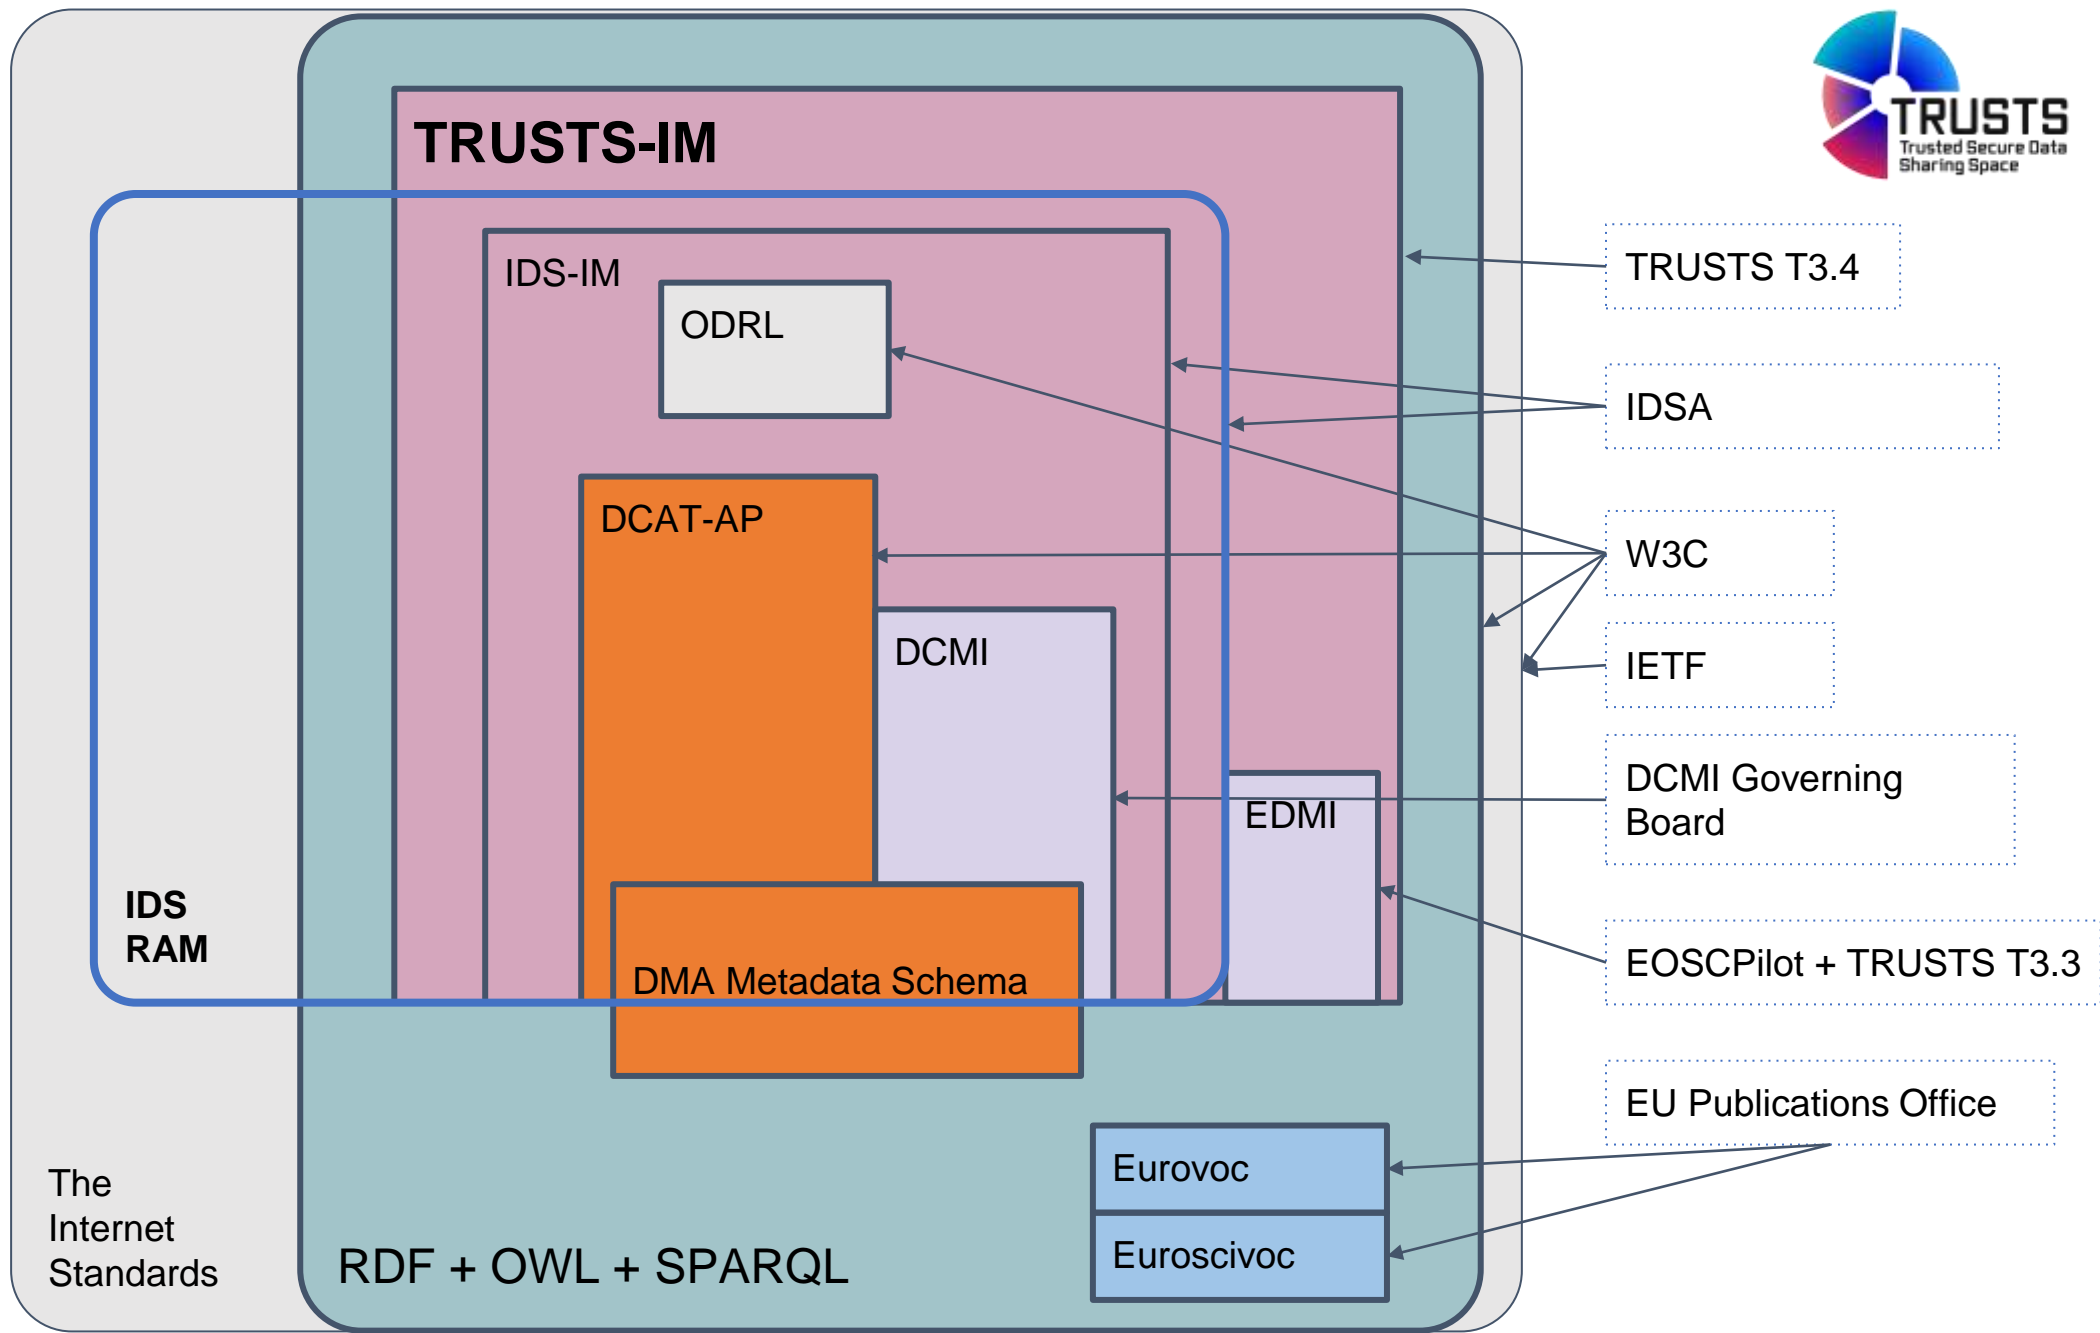 TRUSTS
Trusted Secure Data
Sharing Space
TRUSTS-IM
IDS-IM
ODRL
DCAT-AP
DCMI
EDMI
IDS
RAM
DMA Metadata Schema
The
Internet
Standards
RDF + OWL + SPARQL
Eurovoc
Euroscivoc
TRUSTS T3.4
IDSA
W3C
IETF
DCMI Governing
Board
EOSCPilot + TRUSTS T3.3
EU Publications Office